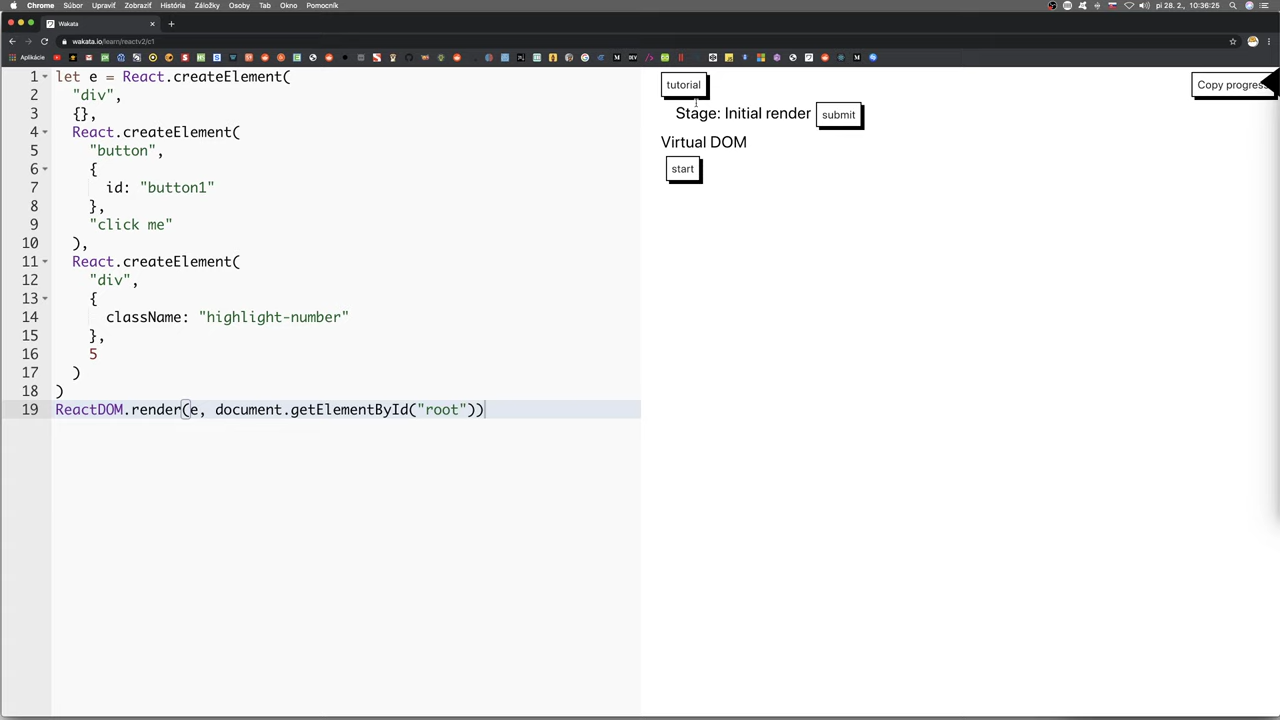 Chrome Súbor Upraviť Zobraziť História Záložky Osoby Tab Okno Pomocník
pi 28. 2., 10:36:25
Wakata
wakata.io/learn/reactv2/c1
Aplikácie
1 let e = React.createElement(
2 "div",
3 {},
4 React.createElement(
5 "button",
6 {
7 id: "button1"
8 },
9 "click me"
10 ),
11 React.createElement(
12 "div",
13 {
14 className: "highlight-number"
15 },
16 5
17 )
18 )
19 ReactDOM.render(e, document.getElementById("root"))
tutorial
Copy progress
Stage: Initial render submit
Virtual DOM
start